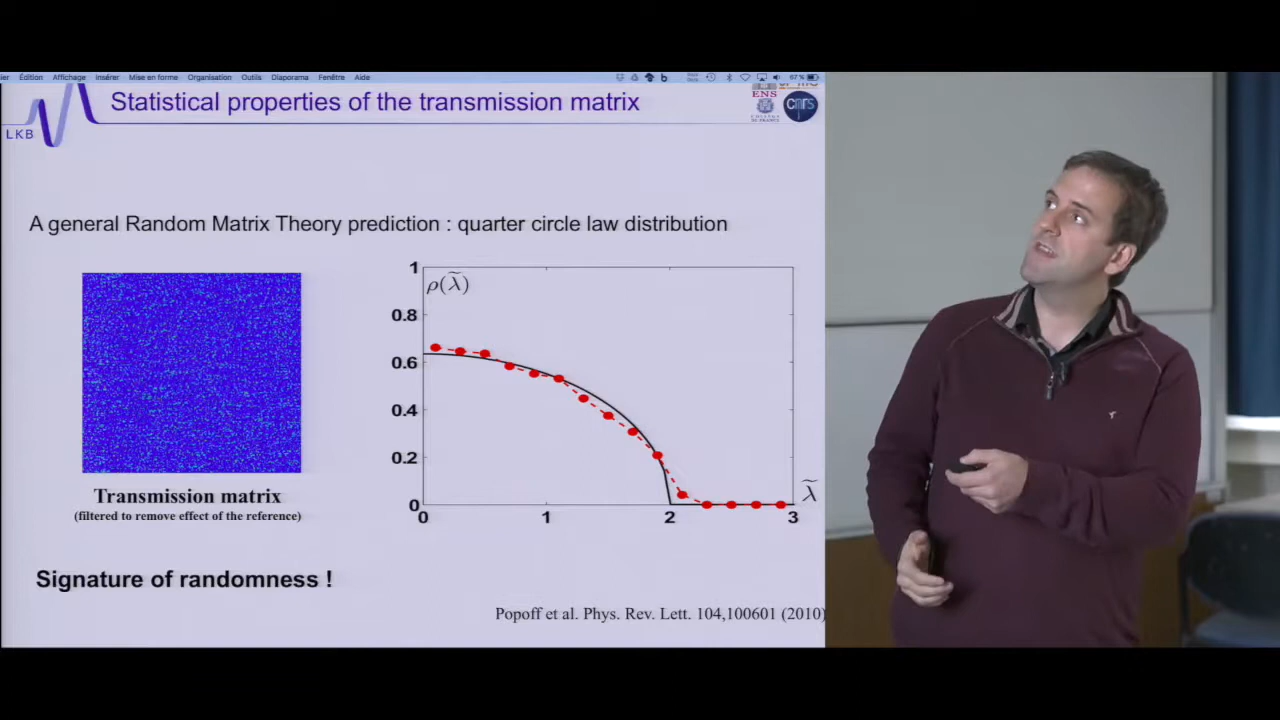 Édition Affichage Insérer Mise en forme Organisation Outils Diaporama Fenêtre Aide
67 %
Statistical properties of the transmission matrix
ENS
cnrs
LKB
A general Random Matrix Theory prediction : quarter circle law distribution
1
ρ(λ̃)
0.8
0.6
0.4
0.2
0
λ̃
0 1 2 3
Transmission matrix
(filtered to remove effect of the reference)
Signature of randomness !
Popoff et al. Phys. Rev. Lett. 104,100601 (2010)